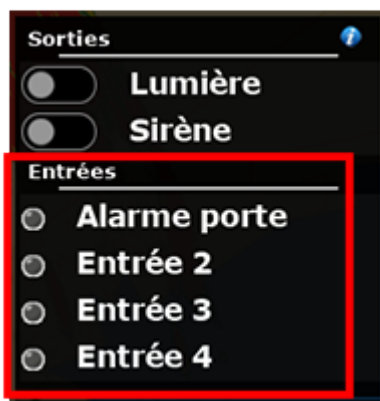 Sorties
Lumière
Sirène
Entrées
Alarme porte
Entrée 2
Entrée 3
Entrée 4